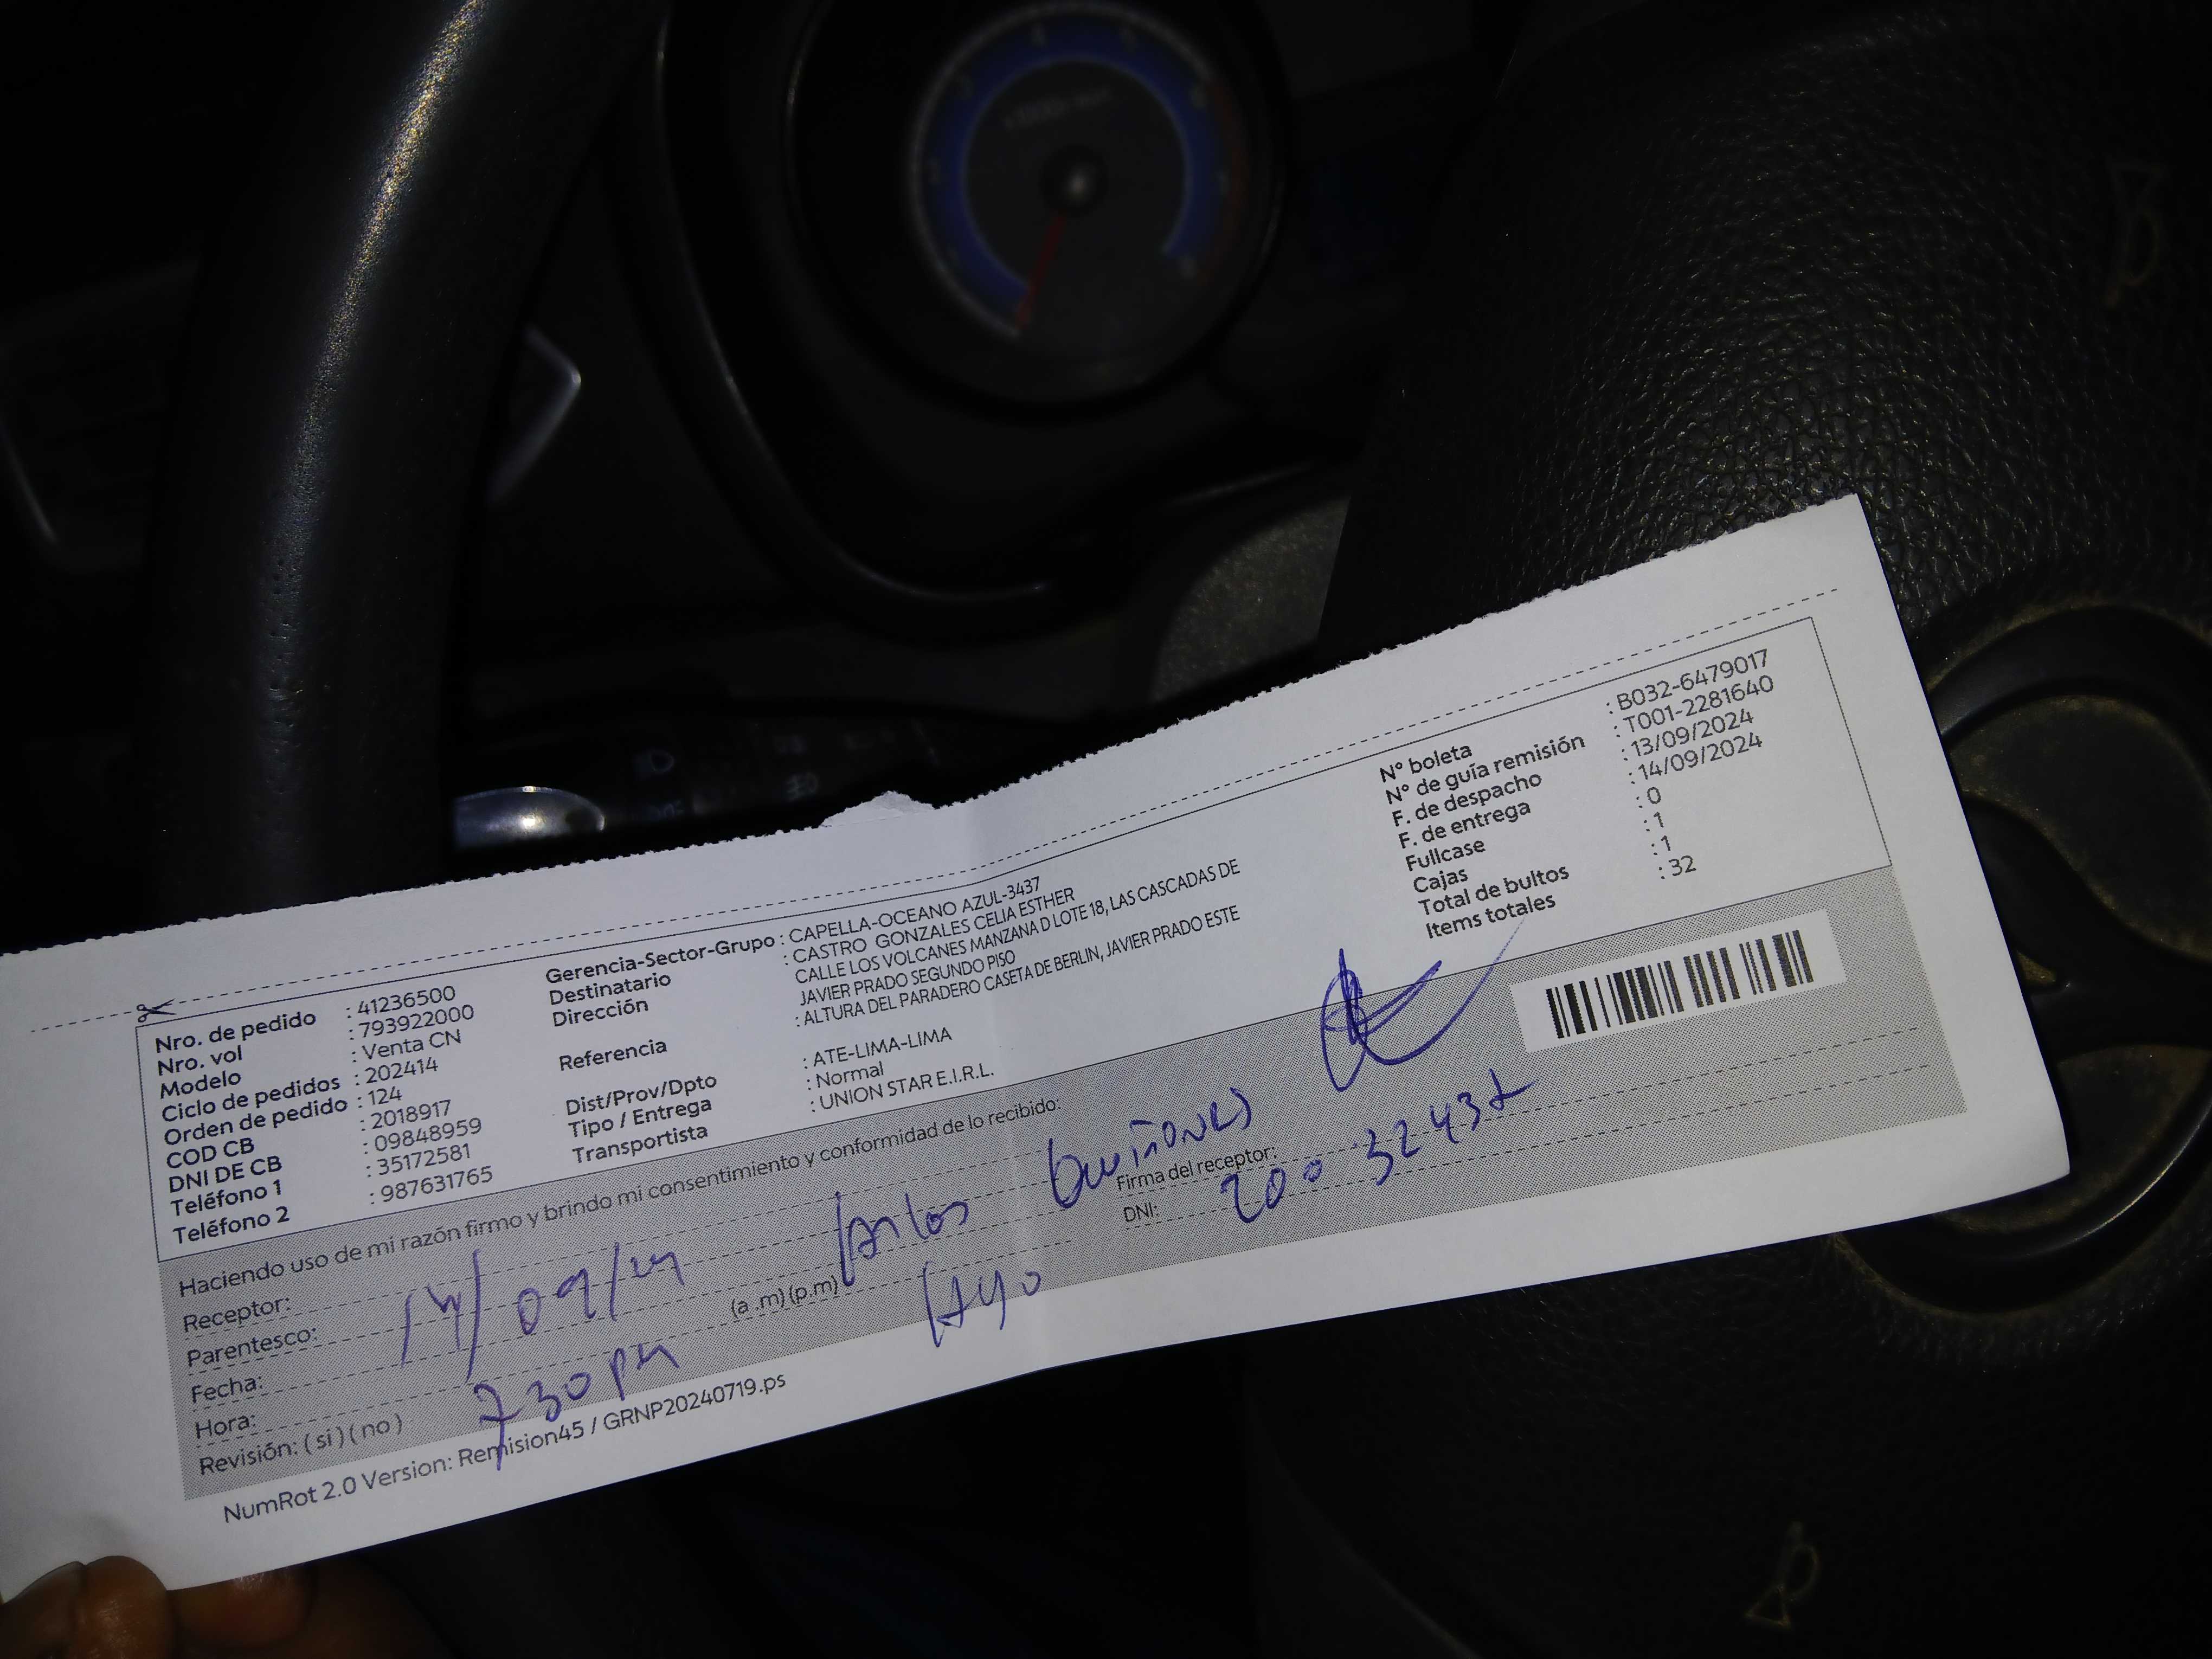 Nro. de pedido : 41236500
Nro. vol : 793922000
Modelo : Venta CN
Ciclo de pedidos : 202414
Orden de pedido : 124
COD CB : 2018917
DNI DE CB : 09848959
Teléfono 1 : 35172581
Teléfono 2 : 987631765
Gerencia-Sector-Grupo : CAPELLA-OCEANO AZUL-3437
Destinatario : CASTRO GONZALES CELIA ESTHER
Dirección : CALLE LOS VOLCANES MANZANA D LOTE 18, LAS CASCADAS DE
JAVIER PRADO SEGUNDO PISO
Referencia : ALTURA DEL PARADERO CASETA DE BERLIN, JAVIER PRADO ESTE
Dist/Prov/Dpto : ATE-LIMA-LIMA
Tipo / Entrega : Normal
Transportista : UNION STAR E.I.R.L.
N° boleta : B032-6479017
N° de guía remisión : T001-2281640
F. de despacho : 13/09/2024
F. de entrega : 14/09/2024
Fullcase : 0
Cajas : 1
Total de bultos : 1
Items totales : 32
Haciendo uso de mi razón firmo y brindo mi consentimiento y conformidad de lo recibido:
Receptor: Quiñones
Parentesco:
Fecha: 14/09/24
Hora: 730 pm (a .m) (p.m)
Revisión: ( si ) ( no )
Firma del receptor:
DNI:
NumRot 2.0 Version: Remision45 / GRNP20240719.ps